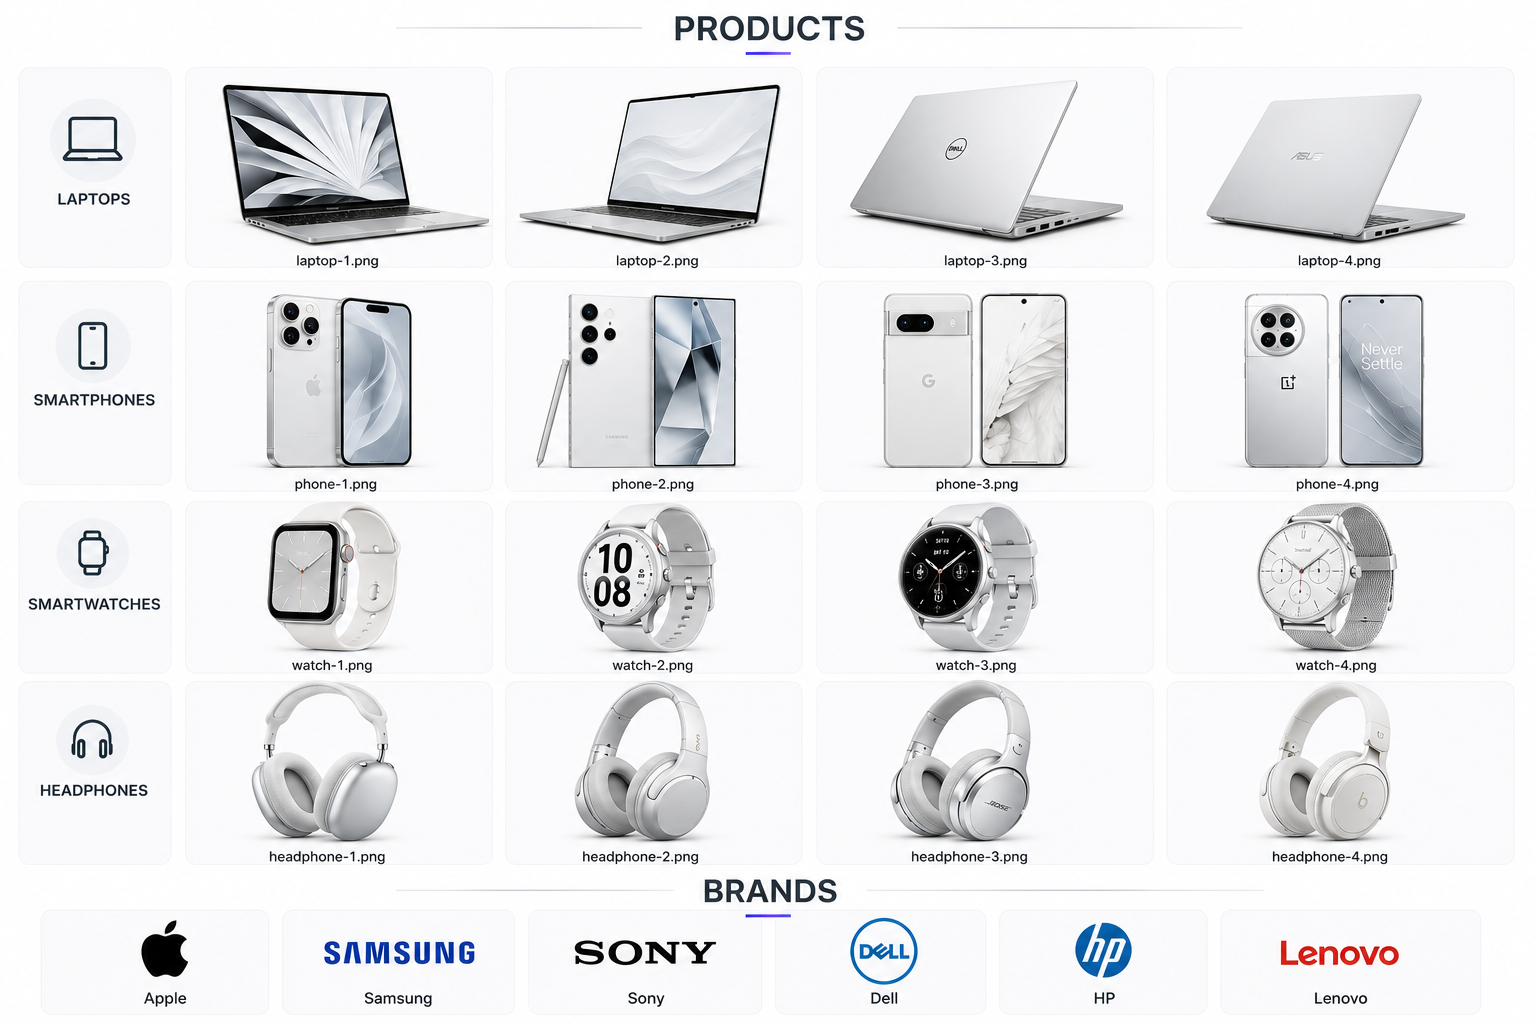 PRODUCTS
LAPTOPS
DELL
ASUS
laptop-1.png
laptop-2.png
laptop-3.png
laptop-4.png
SMARTPHONES
SAMSUNG
G
Never
Settle
phone-1.png
phone-2.png
phone-3.png
phone-4.png
SMARTWATCHES
10
08
watch-1.png
watch-2.png
watch-3.png
watch-4.png
HEADPHONES
BOSE
b
headphone-1.png
headphone-2.png
headphone-3.png
headphone-4.png
BRANDS
SAMSUNG
SONY
DELL
hp
Lenovo
Apple
Samsung
Sony
Dell
HP
Lenovo